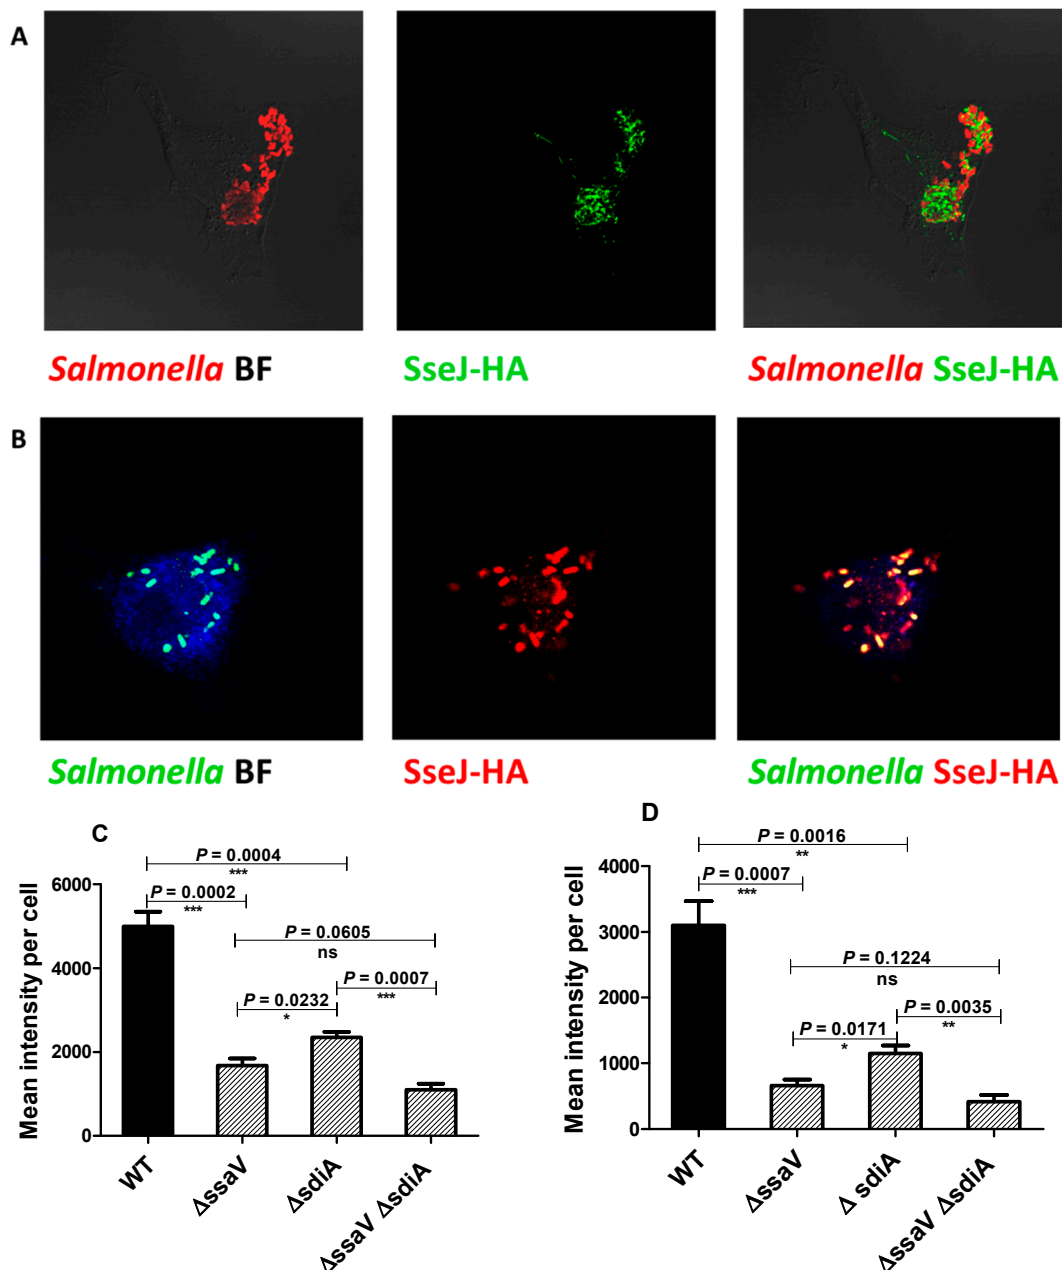 A
Salmonella BF
SseJ-HA
Salmonella SseJ-HA
B
Salmonella BF
SseJ-HA
Salmonella SseJ-HA
C
P = 0.0004
***
P = 0.0002
***
P = 0.0605
ns
P = 0.0232
*
P = 0.0007
***
Mean intensity per cell
6000
4000
2000
0
WT
ΔssaV
ΔsdiA
ΔssaV ΔsdiA
D
P = 0.0016
**
P = 0.0007
***
P = 0.1224
ns
P = 0.0171
*
P = 0.0035
**
Mean intensity per cell
4000
3000
2000
1000
0
WT
ΔssaV
Δ sdiA
ΔssaV ΔsdiA